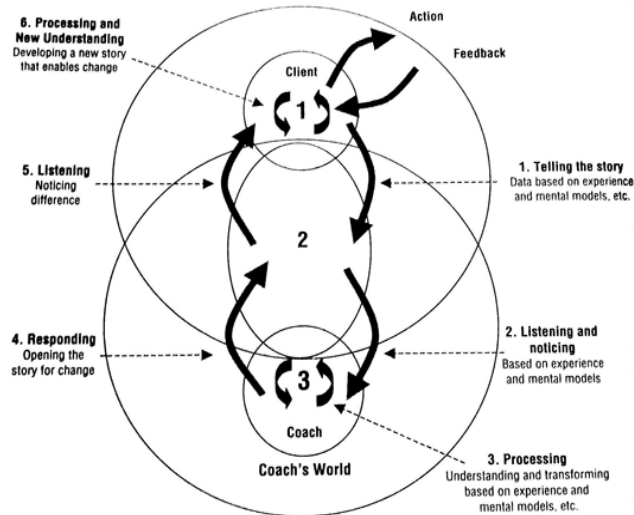 6. Processing and
New Understanding
Developing a new story
that enables change
Action
Feedback
Client
1
5. Listening
Noticing
difference
1. Telling the story
Data based on experience
and mental models, etc.
2
4. Responding
Opening the
story for change
2. Listening and
noticing
Based on experience
and mental models
3
Coach
Coach's World
3. Processing
Understanding and transforming
based on experience and
mental models, etc.